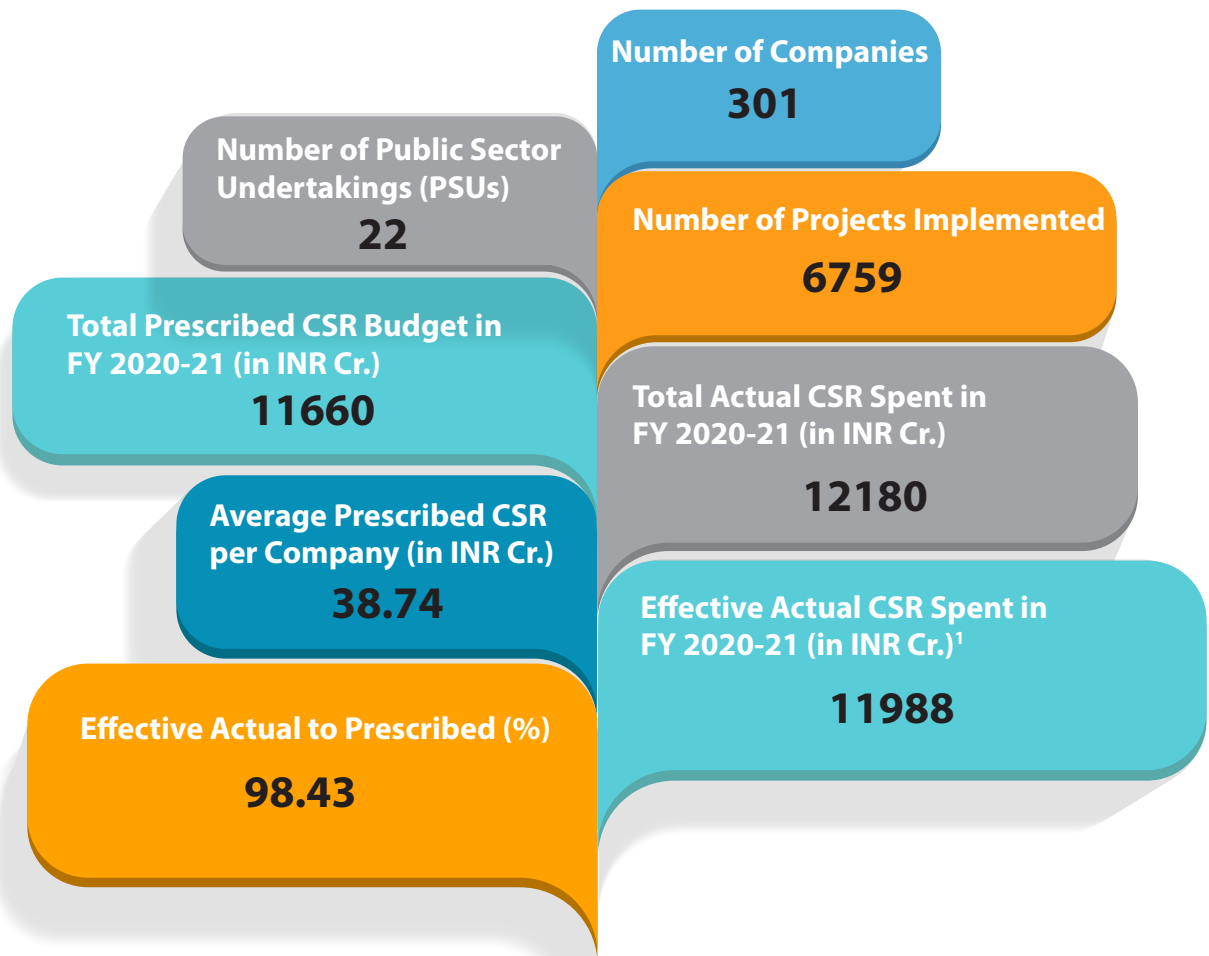 Number of Companies
301
Number of Public Sector
Undertakings (PSUs)
22
Number of Projects Implemented
6759
Total Prescribed CSR Budget in
FY 2020-21 (in INR Cr.)
11660
Total Actual CSR Spent in
FY 2020-21 (in INR Cr.)
12180
Average Prescribed CSR
per Company (in INR Cr.)
38.74
Effective Actual CSR Spent in
FY 2020-21 (in INR Cr.)¹
11988
Effective Actual to Prescribed (%)
98.43